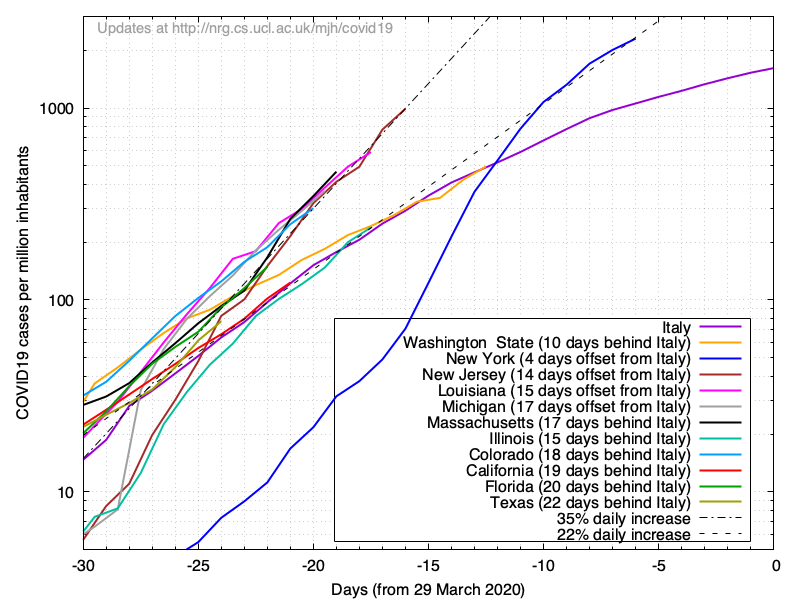 Updates at http://nrg.cs.ucl.ac.uk/mjh/covid19
COVID19 cases per million inhabitants
1000
100
10
Italy
Washington  State (10 days behind Italy)
New York (4 days offset from Italy)
New Jersey (14 days offset from Italy)
Louisiana (15 days offset from Italy)
Michigan (17 days offset from Italy)
Massachusetts (17 days behind Italy)
Illinois (15 days behind Italy)
Colorado (18 days behind Italy)
California (19 days behind Italy)
Florida (20 days behind Italy)
Texas (22 days behind Italy)
35% daily increase
22% daily increase
-30 -25 -20 -15 -10 -5 0
Days (from 29 March 2020)